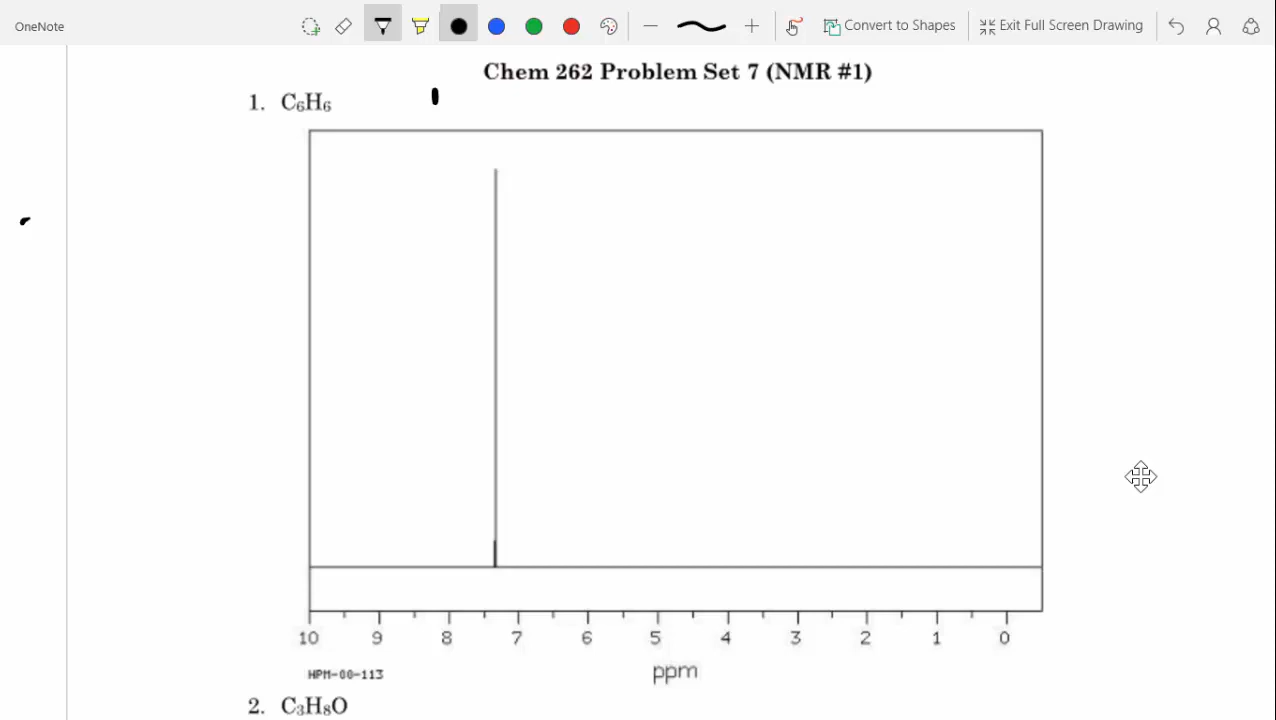 OneNote
Convert to Shapes
Exit Full Screen Drawing
Chem 262 Problem Set 7 (NMR #1)
1. C₆H₆
10 9 8 7 6 5 4 3 2 1 0
HPM-00-113
ppm
2. C₃H₈O